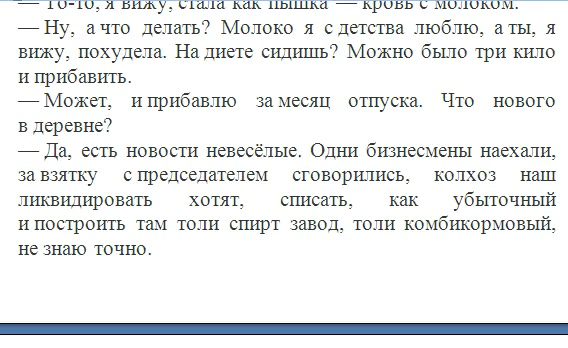 — То-то, я вижу, стала как пышка — кровь с молоком.
— Ну, а что делать? Молоко я с детства люблю, а ты, я
вижу, похудела. На диете сидишь? Можно было три кило
и прибавить.
— Может, и прибавлю за месяц отпуска. Что нового
в деревне?
— Да, есть новости невесёлые. Одни бизнесмены наехали,
за взятку с председателем сговорились, колхоз наш
ликвидировать хотят, списать, как убыточный
и построить там толи спирт завод, толи комбикормовый,
не знаю точно.